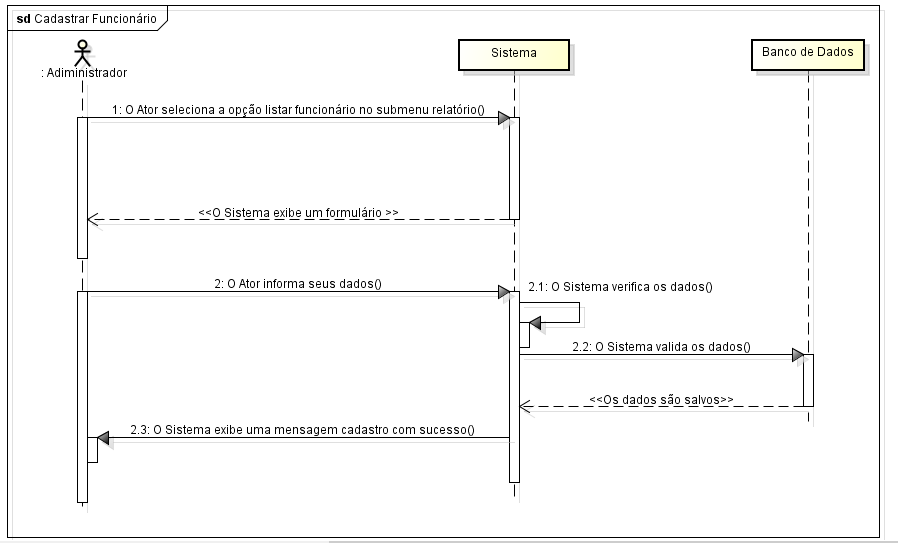 sd Cadastrar Funcionário
: Adiministrador
Sistema
Banco de Dados
1: O Ator seleciona a opção listar funcionário no submenu relatório()
<<O Sistema exibe um formulário >>
2: O Ator informa seus dados()
2.1: O Sistema verifica os dados()
2.2: O Sistema valida os dados()
<<Os dados são salvos>>
2.3: O Sistema exibe uma mensagem cadastro com sucesso()